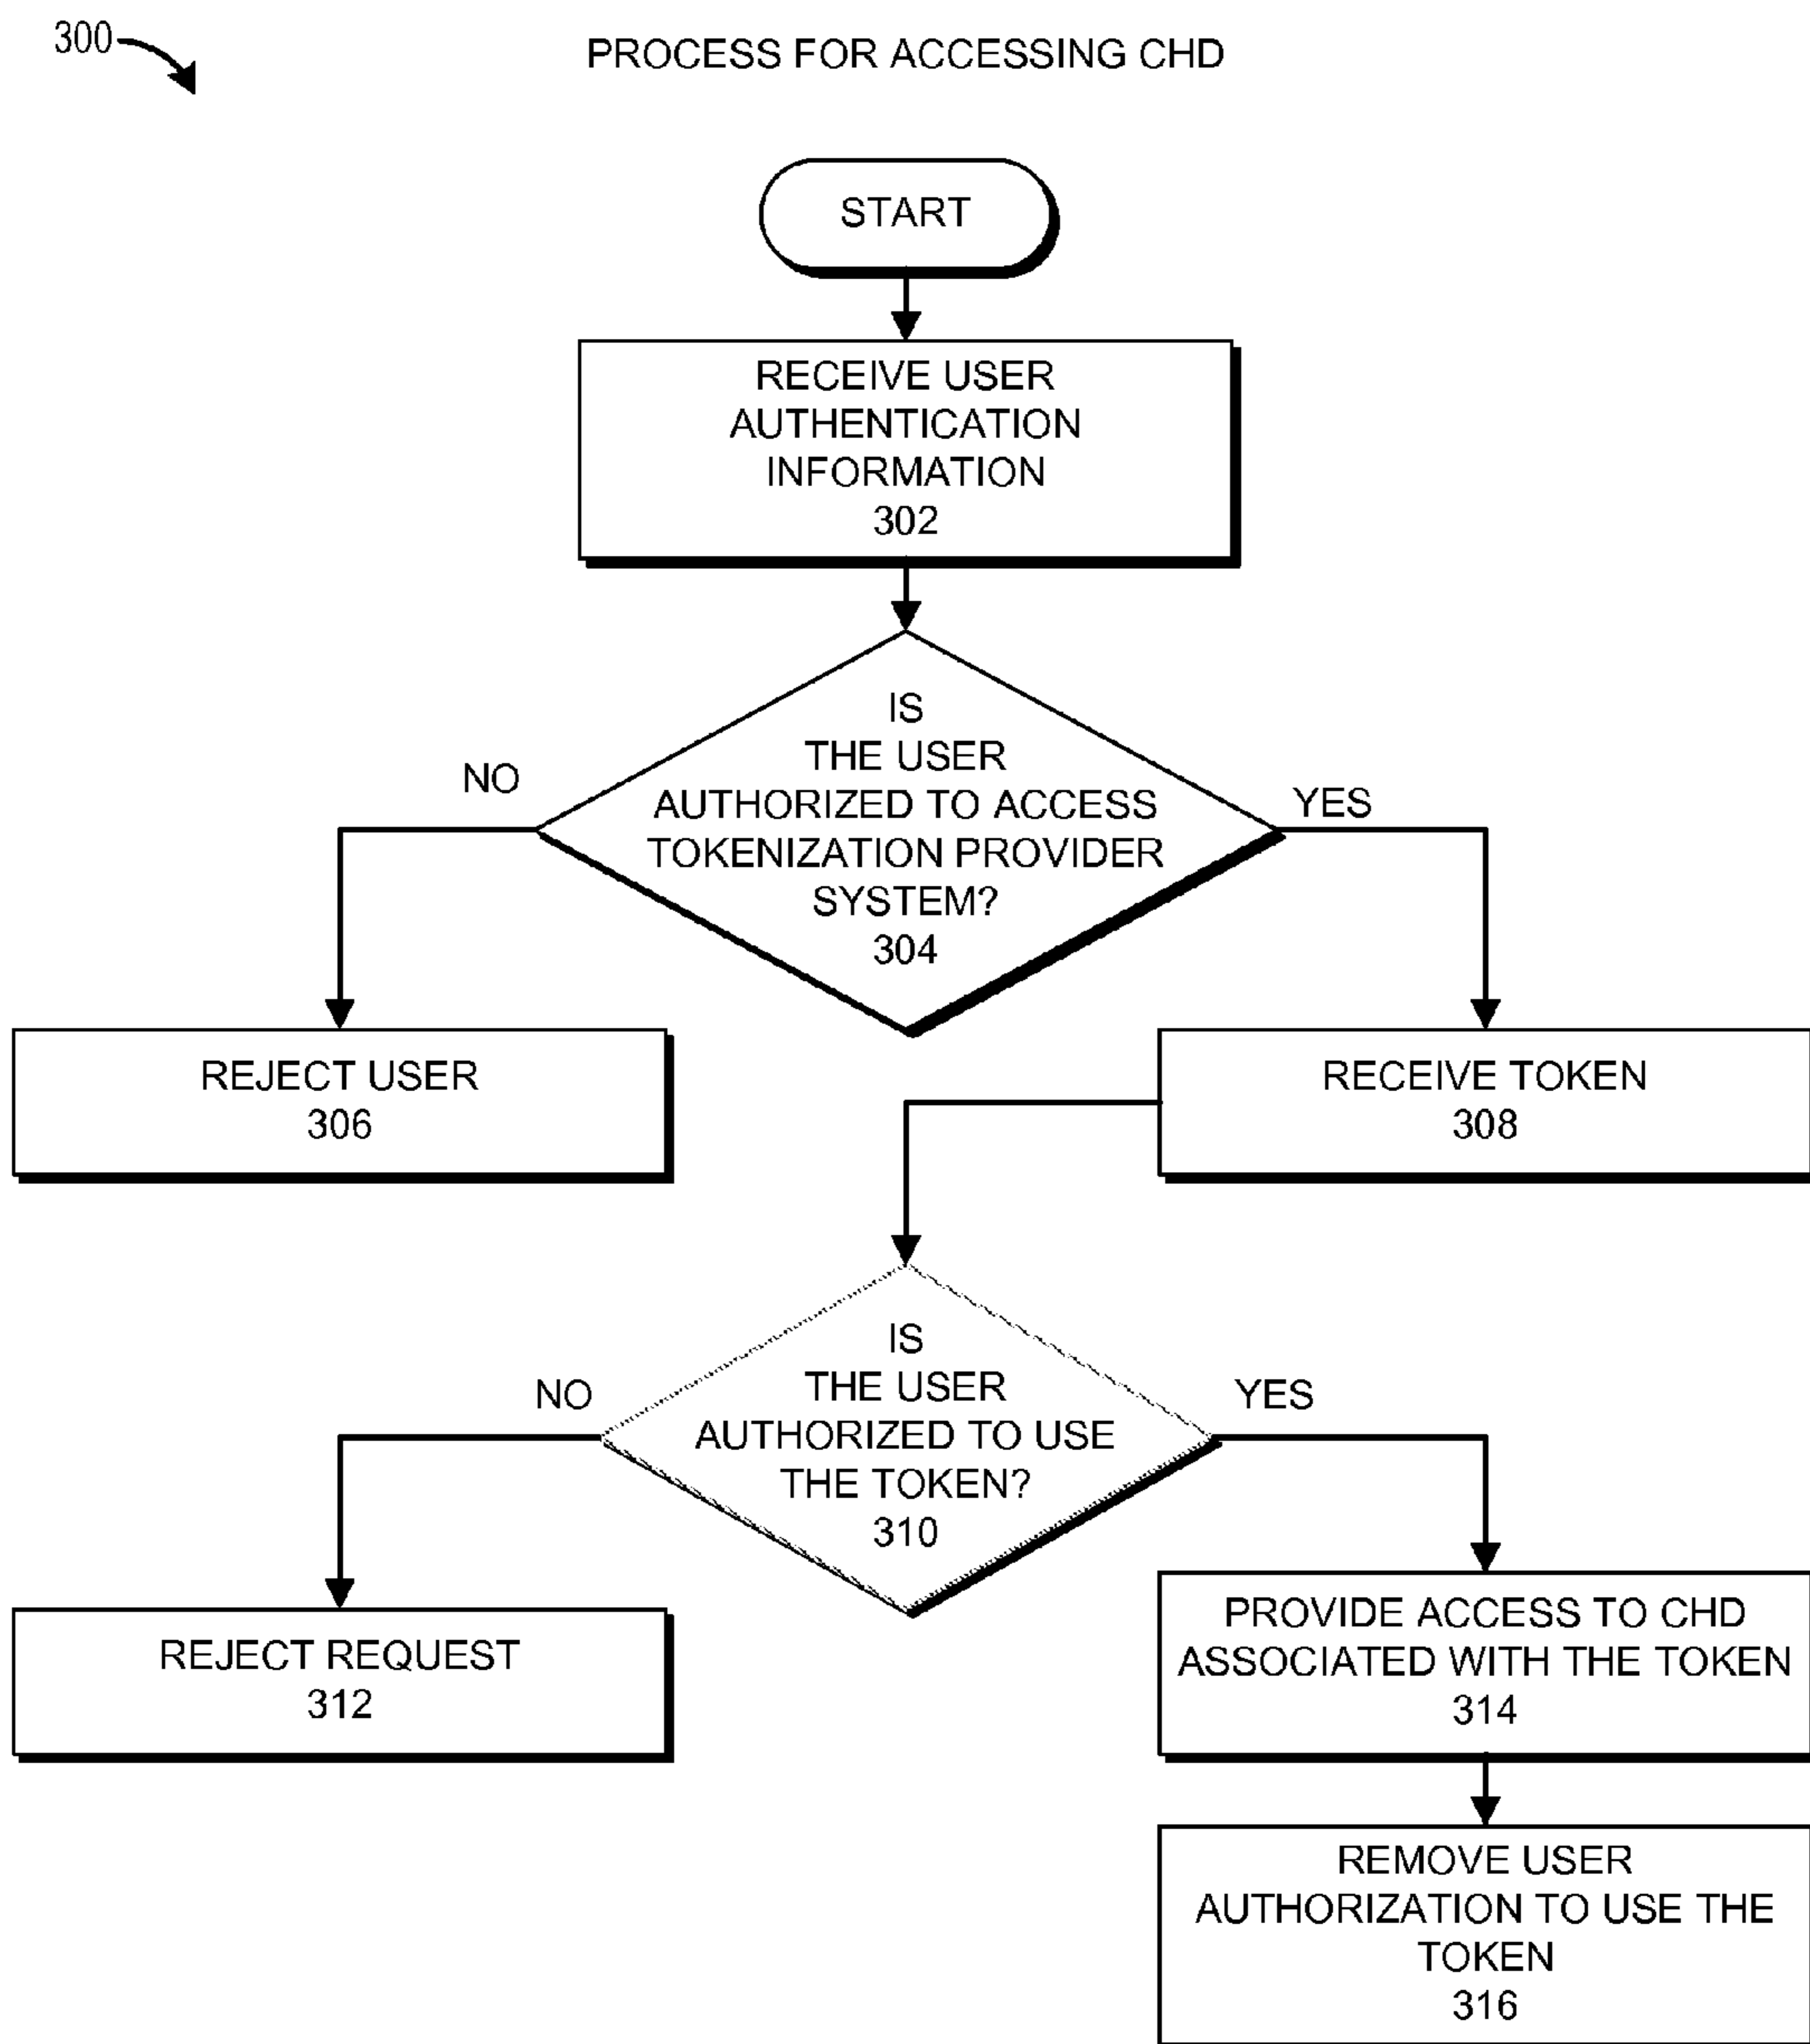 300
PROCESS FOR ACCESSING CHD
START
RECEIVE USER
AUTHENTICATION
INFORMATION
302
IS
THE USER
AUTHORIZED TO ACCESS
TOKENIZATION PROVIDER
SYSTEM?
304
NO
YES
REJECT USER
306
RECEIVE TOKEN
308
IS
THE USER
AUTHORIZED TO USE
THE TOKEN?
310
NO
YES
REJECT REQUEST
312
PROVIDE ACCESS TO CHD
ASSOCIATED WITH THE TOKEN
314
REMOVE USER
AUTHORIZATION TO USE THE
TOKEN
316